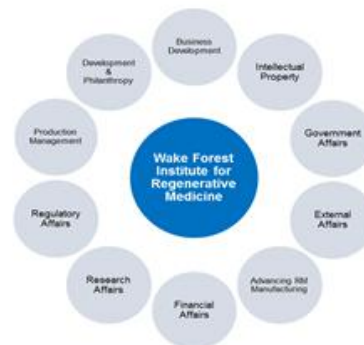 Business
Development
Intellectual
Property
Government
Affairs
External
Affairs
Advancing RM
Manufacturing
Financial
Affairs
Research
Affairs
Regulatory
Affairs
Production
Management
Development
&
Philanthropy
Wake Forest
Institute for
Regenerative
Medicine